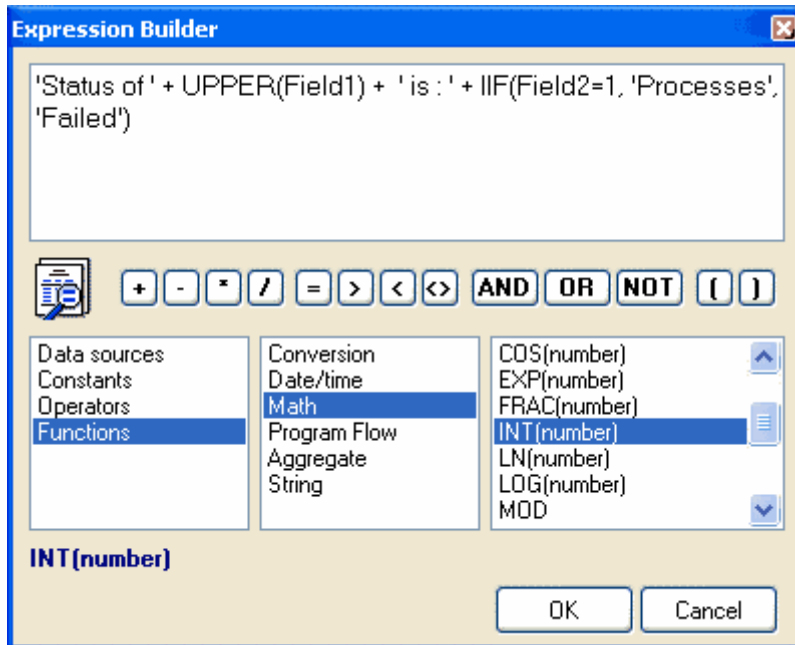 Expression Builder
'Status of ' + UPPER(Field1) + ' is : ' + IIF(Field2=1, 'Processes',
'Failed')
+ - * / = > < <> AND OR NOT ( )
Data sources
Constants
Operators
Functions
Conversion
Date/time
Math
Program Flow
Aggregate
String
COS(number)
EXP(number)
FRAC(number)
INT(number)
LN(number)
LOG(number)
MOD
INT(number)
OK Cancel